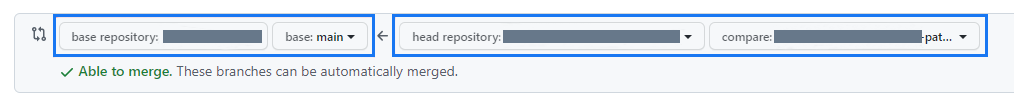 base repository: base: main ← head repository: compare: -pat...
Able to merge. These branches can be automatically merged.